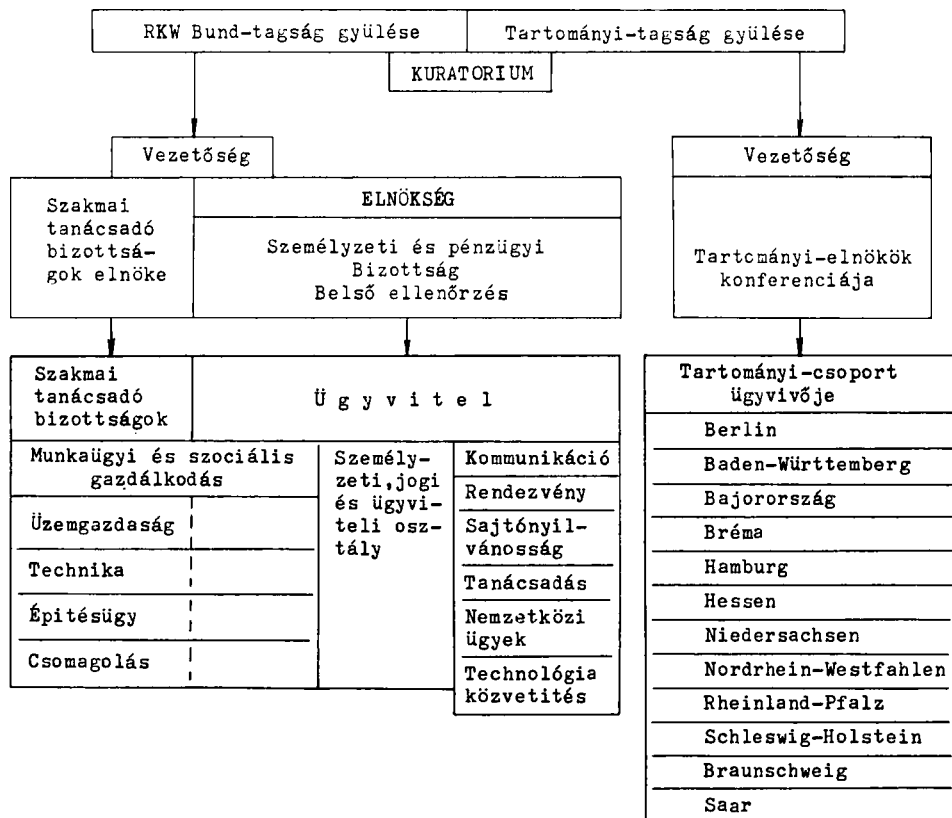 RKW Bund-tagság gyülése
Tartományi-tagság gyülése
KURATORIUM
Vezetőség
Szakmai
tanácsadó
bizottsá-
gok elnöke
ELNÖKSÉG
Személyzeti és pénzügyi
Bizottság
Belső ellenőrzés
Vezetőség
Tartományi-elnökök
konferenciája
Szakmai
tanácsadó
bizottságok
Ügyvitel
Munkaügyi és szociális
gazdálkodás
Üzemgazdaság
Technika
Épitésügy
Csomagolás
Személy-
zeti,jogi
és ügyvi-
teli osz-
tály
Kommunikáció
Rendezvény
Sajtónyil-
vánosság
Tanácsadás
Nemzetközi
ügyek
Technológia
közvetités
Tartományi-csoport
ügyvivője
Berlin
Baden-Württemberg
Bajorország
Bréma
Hamburg
Hessen
Niedersachsen
Nordrhein-Westfahlen
Rheinland-Pfalz
Schleswig-Holstein
Braunschweig
Saar